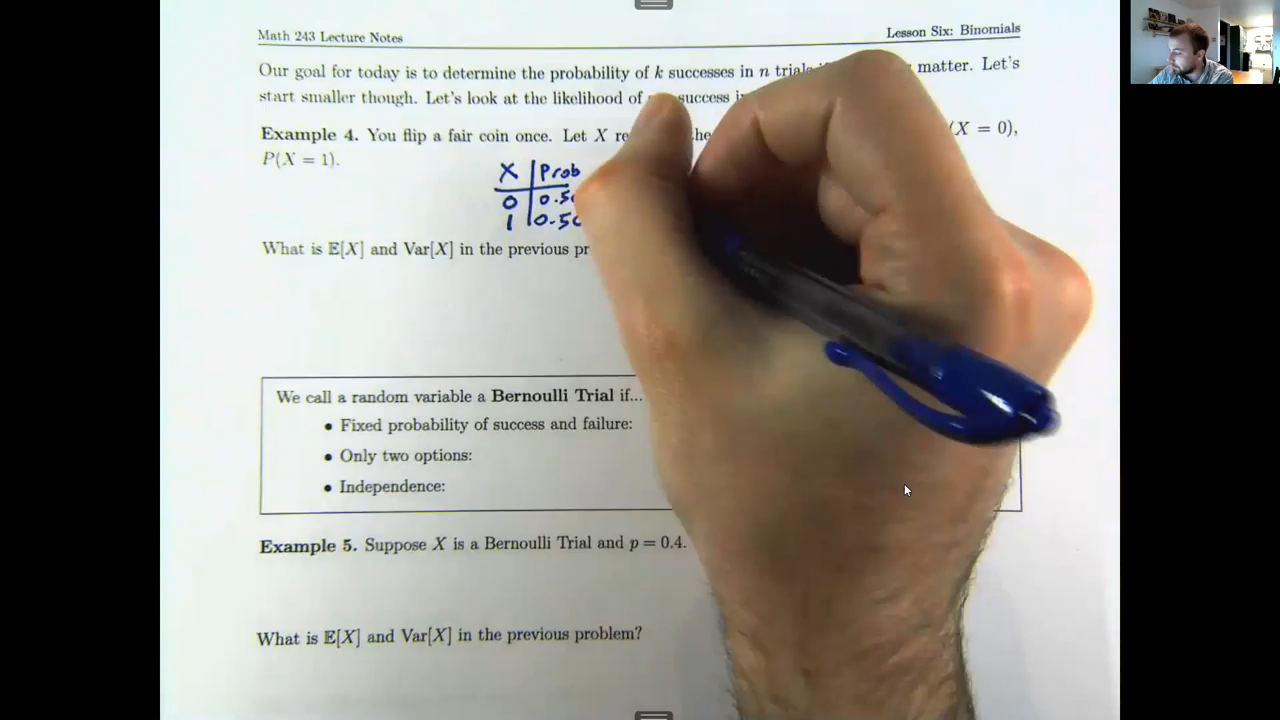 Math 243 Lecture Notes
Lesson Six: Binomials
Our goal for today is to determine the probability of k successes in n trials matter. Let's
start smaller though. Let's look at the likelihood of success
Example 4. You flip a fair coin once. Let X (X = 0),
P(X = 1).
X Prob
0 0.5
1 0.50
What is 𝔼[X] and Var[X] in the previous
We call a random variable a Bernoulli Trial if...
• Fixed probability of success and failure:
• Only two options:
• Independence:
Example 5. Suppose X is a Bernoulli Trial and p = 0.4.
What is 𝔼[X] and Var[X] in the previous problem?